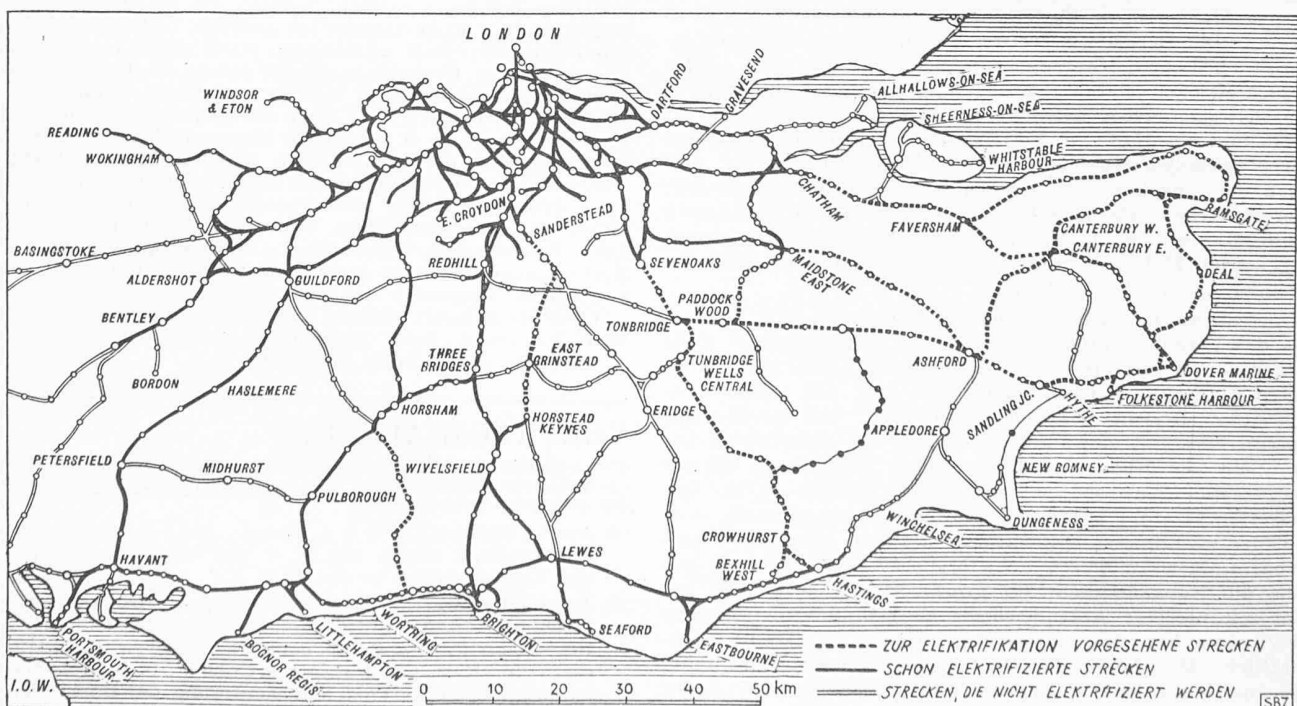 LONDON
WINDSOR
& ETON
READING
WOKINGHAM
DARTFORD
GRAVESEND
ALLHALLOWS-ON-SEA
SHEERNESS-ON-SEA
WHITSTABLE
HARBOUR
E. CROYDON
SANDERSTEAD
CHATHAM
FAVERSHAM
RAMSGATE
BASINGSTOKE
ALDERSHOT
GUILDFORD
REDHILL
SEVENOAKS
MAIDSTONE
EAST
CANTERBURY W.
CANTERBURY E.
DEAL
BENTLEY
BORDON
HASLEMERE
THREE
BRIDGES
EAST
GRINSTEAD
TONBRIDGE
PADDOCK
WOOD
TUNBRIDGE
WELLS
CENTRAL
ASHFORD
DOVER MARINE
FOLKESTONE HARBOUR
HYTHE
SANDLING JC.
HORSHAM
HORSTEAD
KEYNES
ERIDGE
APPLEDORE
PETERSFIELD
MIDHURST
PULBOROUGH
WIVELSFIELD
NEW ROMNEY
DUNGENESS
WINCHELSEA
CROWHURST
BEXHILL
WEST
HASTINGS
HAVANT
LEWES
PORTSMOUTH
HARBOUR
BOGNOR REGIS
LITTLEHAMPTON
WORTRING
BRIGHTON
SEAFORD
EASTBOURNE
I.O.W.
0 10 20 30 40 50 km
ZUR ELEKTRIFIKATION VORGESEHENE STRECKEN
SCHON ELEKTRIFIZIERTE STRECKEN
STRECKEN, DIE NICHT ELEKTRIFIZIERT WERDEN
SBZ